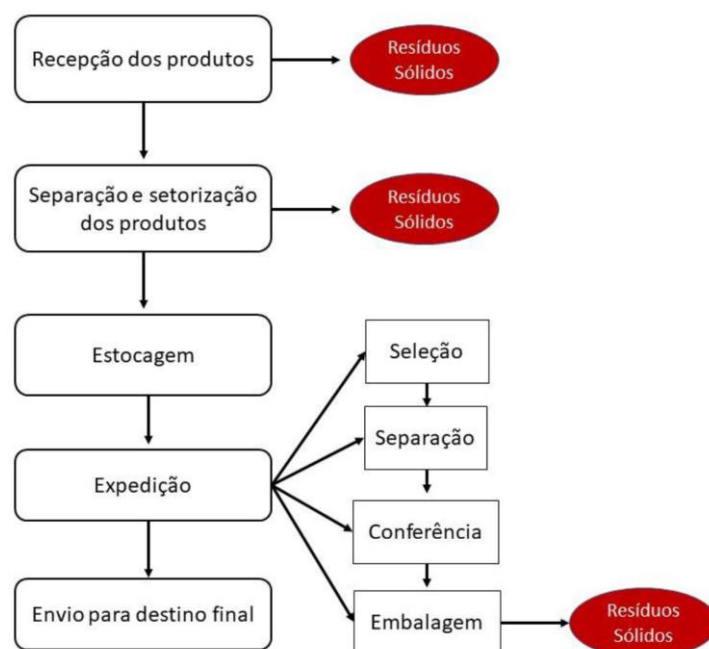 Recepção dos produtos
Resíduos
Sólidos
Separação e setorização
dos produtos
Resíduos
Sólidos
Estocagem
Seleção
Separação
Expedição
Conferência
Envio para destino final
Embalagem
Resíduos
Sólidos